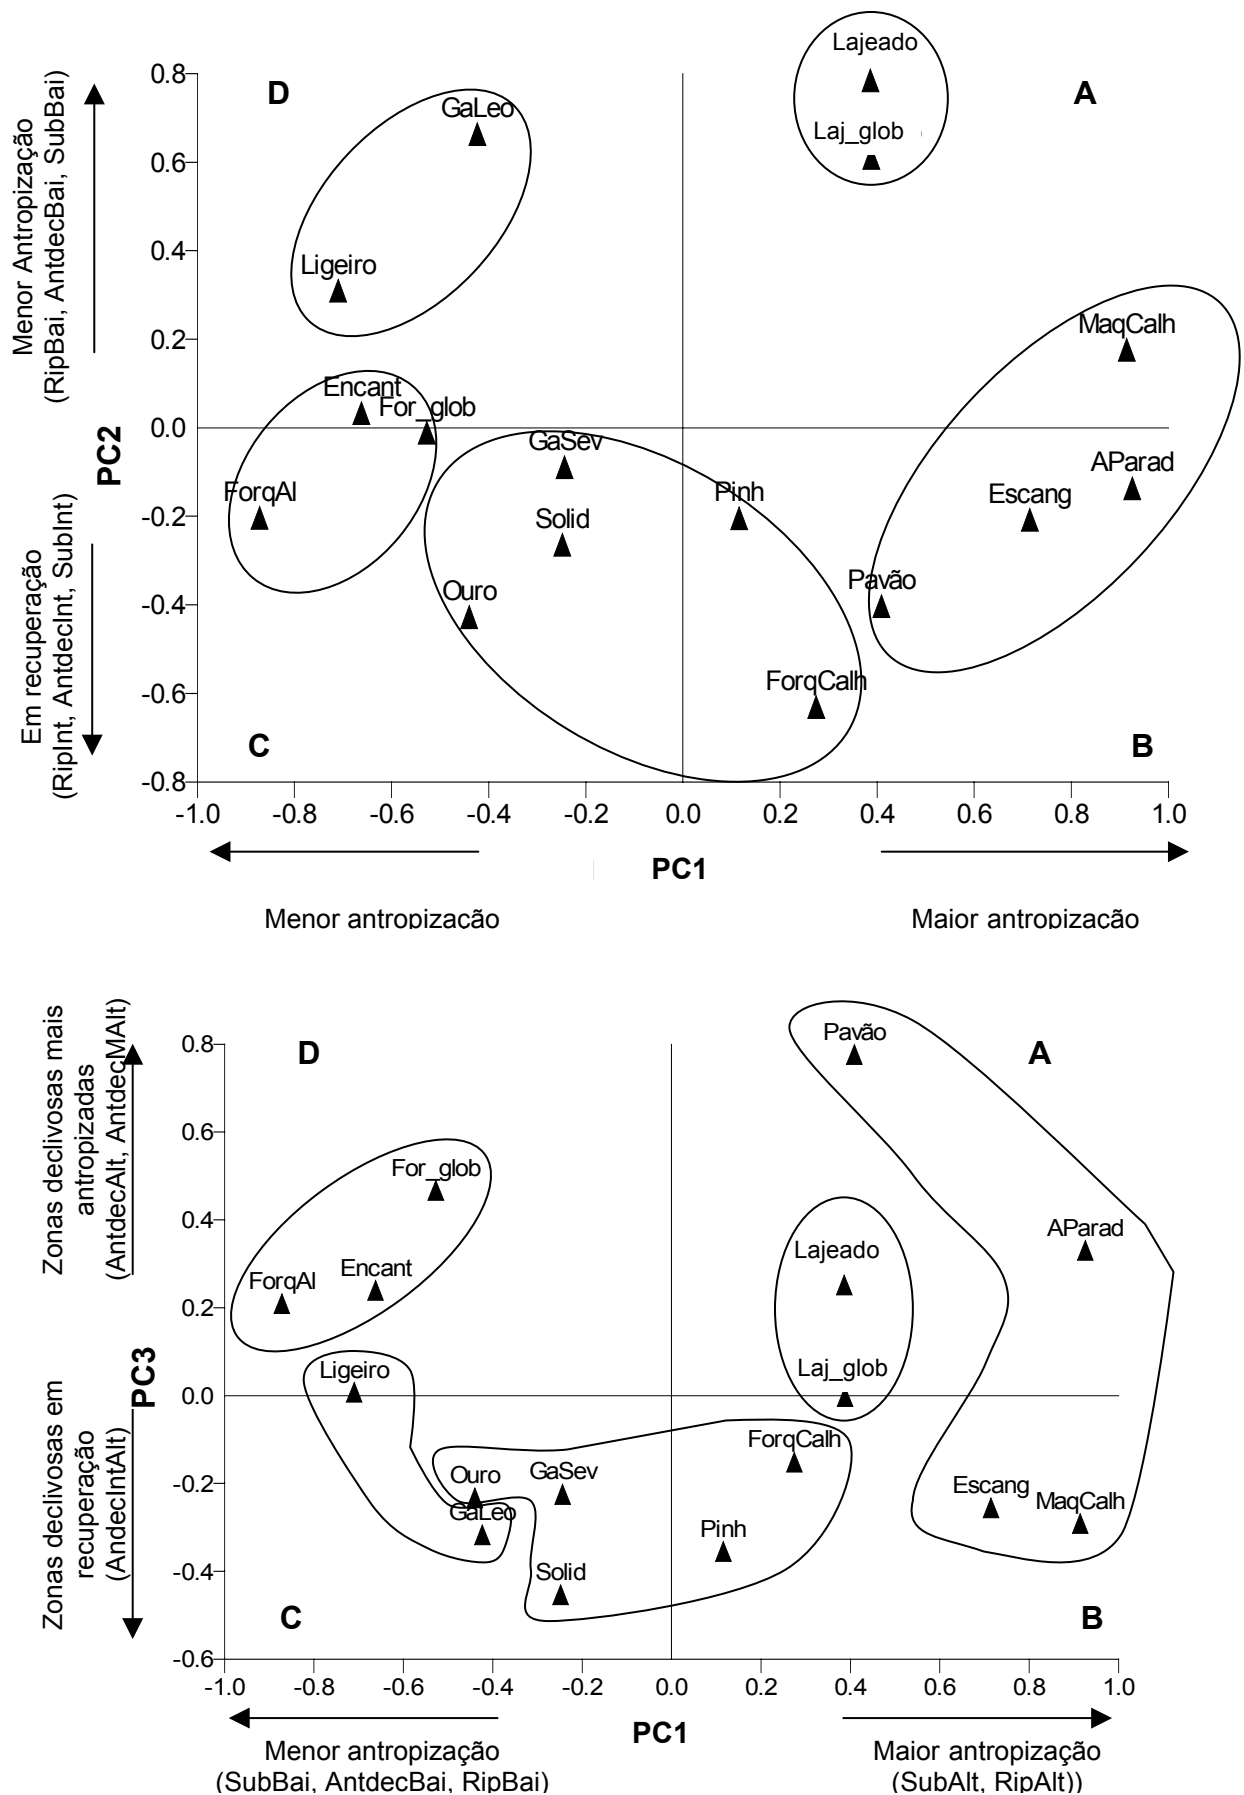 Lajeado
0.8
D
A
GaLeo
Laj_glob
0.6
Menor Antropização
(RipBai, AntdecBai, SubBai)
0.4
Ligeiro
MaqCalh
0.2
Encant
For_glob
0.0
PC2
GaSev
AParad
ForqAl
Pinh
Escang
-0.2
Solid
Pavão
Ouro
-0.4
Em recuperação
(RipInt, AntdecInt, SubInt)
ForqCalh
-0.6
C
B
-0.8
-1.0 -0.8 -0.6 -0.4 -0.2 0.0 0.2 0.4 0.6 0.8 1.0
PC1
Menor antropização
Maior antropização
Zonas declivosas mais
antropizadas
(AntdecAlt, AntdecMAlt)
Pavão
0.8
D
A
0.6
For_glob
0.4
AParad
Lajeado
Encant
ForqAl
0.2
Ligeiro
Laj_glob
PC3
0.0
Zonas declivosas em
recuperação
(AndecIntAlt)
ForqCalh
Ouro
GaSev
Escang
MaqCalh
-0.2
GaLeo
Pinh
Solid
-0.4
C
B
-0.6
-1.0 -0.8 -0.6 -0.4 -0.2 0.0 0.2 0.4 0.6 0.8 1.0
PC1
Menor antropização
(SubBai, AntdecBai, RipBai)
Maior antropização
(SubAlt, RipAlt))